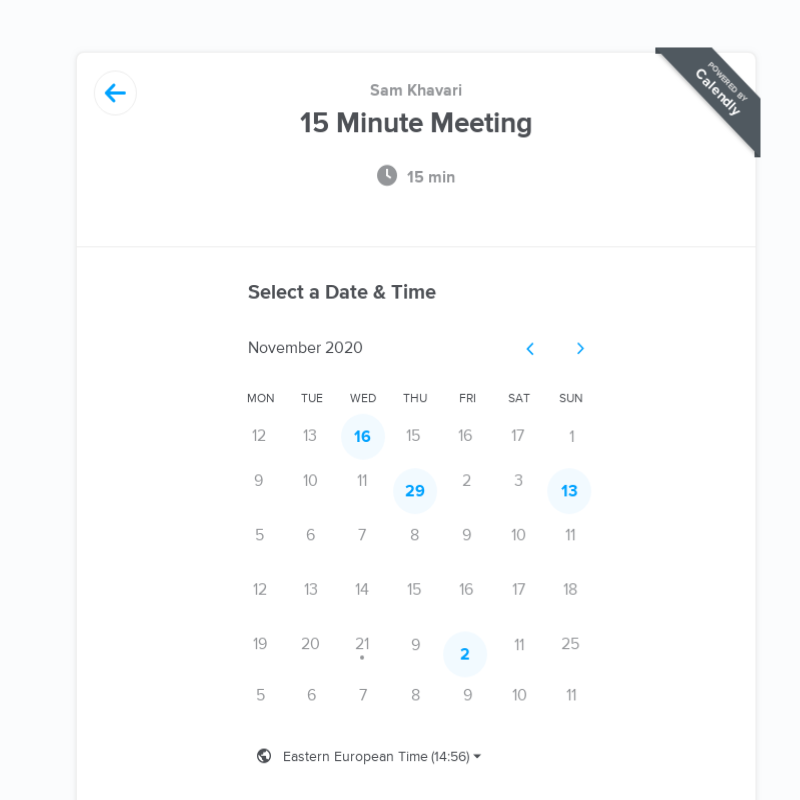 Sam Khavari
15 Minute Meeting
15 min
POWERED BY
Calendly
Select a Date & Time
November 2020
MON TUE WED THU FRI SAT SUN
12 13 16 15 16 17 1
9 10 11 29 2 3 13
5 6 7 8 9 10 11
12 13 14 15 16 17 18
19 20 21 9 2 11 25
5 6 7 8 9 10 11
Eastern European Time (14:56)